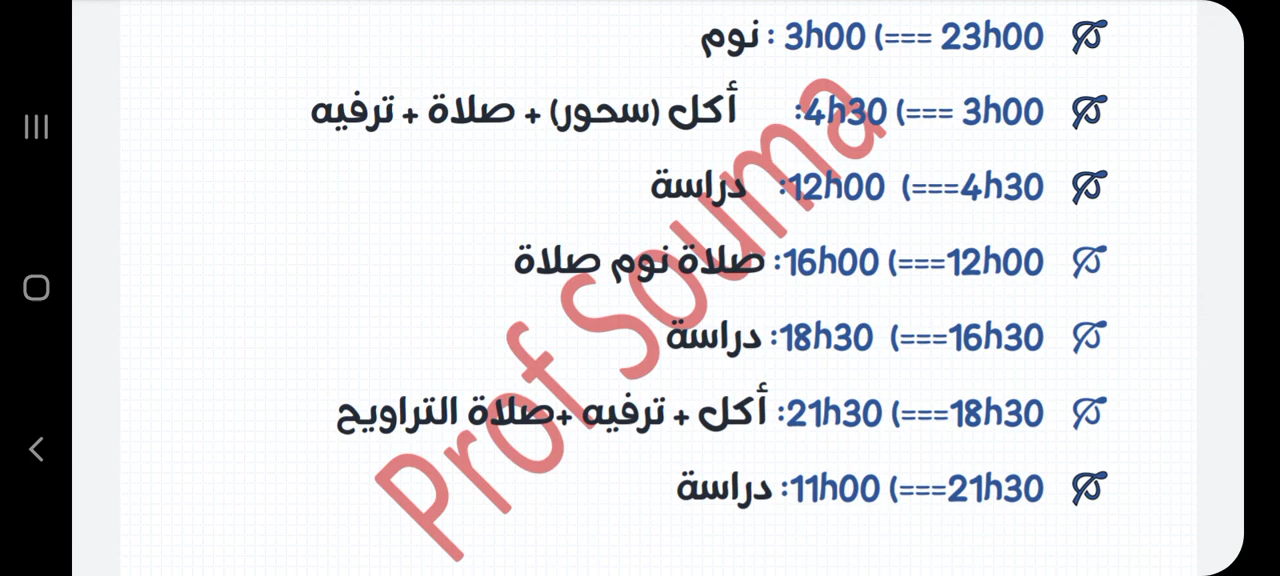 23h00 ===) 3h00 : نوم
3h00 ===) 4h30: أكل (سحور) + صلاة + ترفيه
4h30===) 12h00: دراسة
12h00===) 16h00: صلاة نوم صلاة
16h30===) 18h30: دراسة
18h30===) 21h30: أكل + ترفيه +صلاة التراويح
21h30===) 11h00: دراسة
Prof Souma